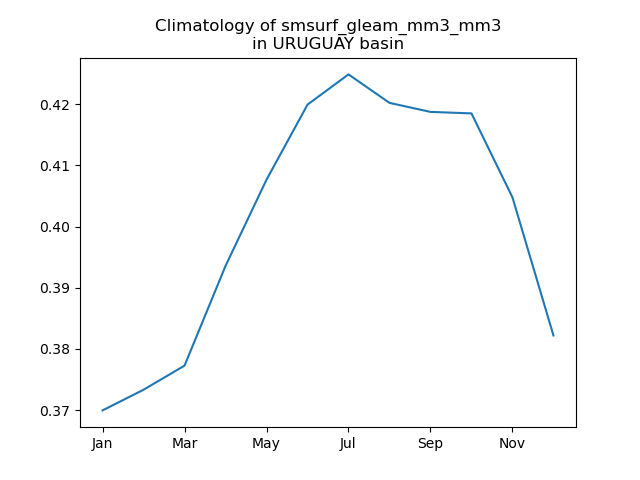 Climatology of smsurf_gleam_mm3_mm3
in URUGUAY basin
0.42
0.41
0.40
0.39
0.38
0.37
Jan Mar May Jul Sep Nov